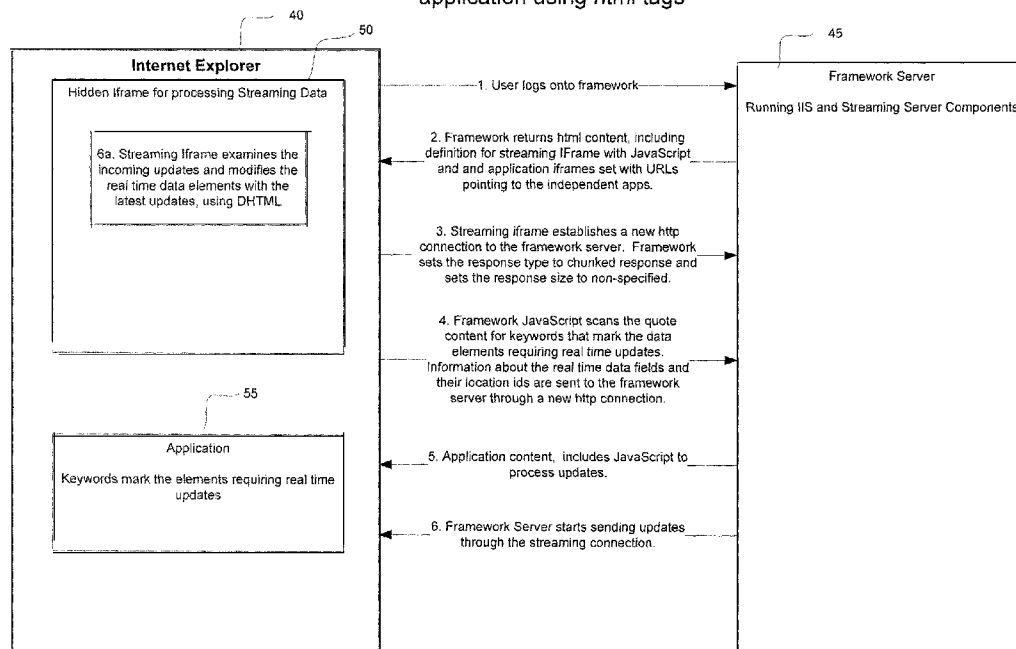 application using html tags
40
50
45
Internet Explorer
Hidden Iframe for processing Streaming Data
6a. Streaming Iframe examines the
incoming updates and modifies the
real time data elements with the
latest updates, using DHTML
1. User logs onto framework
2. Framework returns html content, including
definition for streaming IFrame with JavaScript
and and application iframes set with URLs
pointing to the independent apps.
3. Streaming iframe establishes a new http
connection to the framework server. Framework
sets the response type to chunked response and
sets the response size to non-specified.
4. Framework JavaScript scans the quote
content for keywords that mark the data
elements requiring real time updates.
Information about the real time data fields and
their location ids are sent to the framework
server through a new http connection.
5. Application content, includes JavaScript to
process updates.
6. Framework Server starts sending updates
through the streaming connection.
Framework Server
Running IIS and Streaming Server Components
55
Application
Keywords mark the elements requiring real time
updates